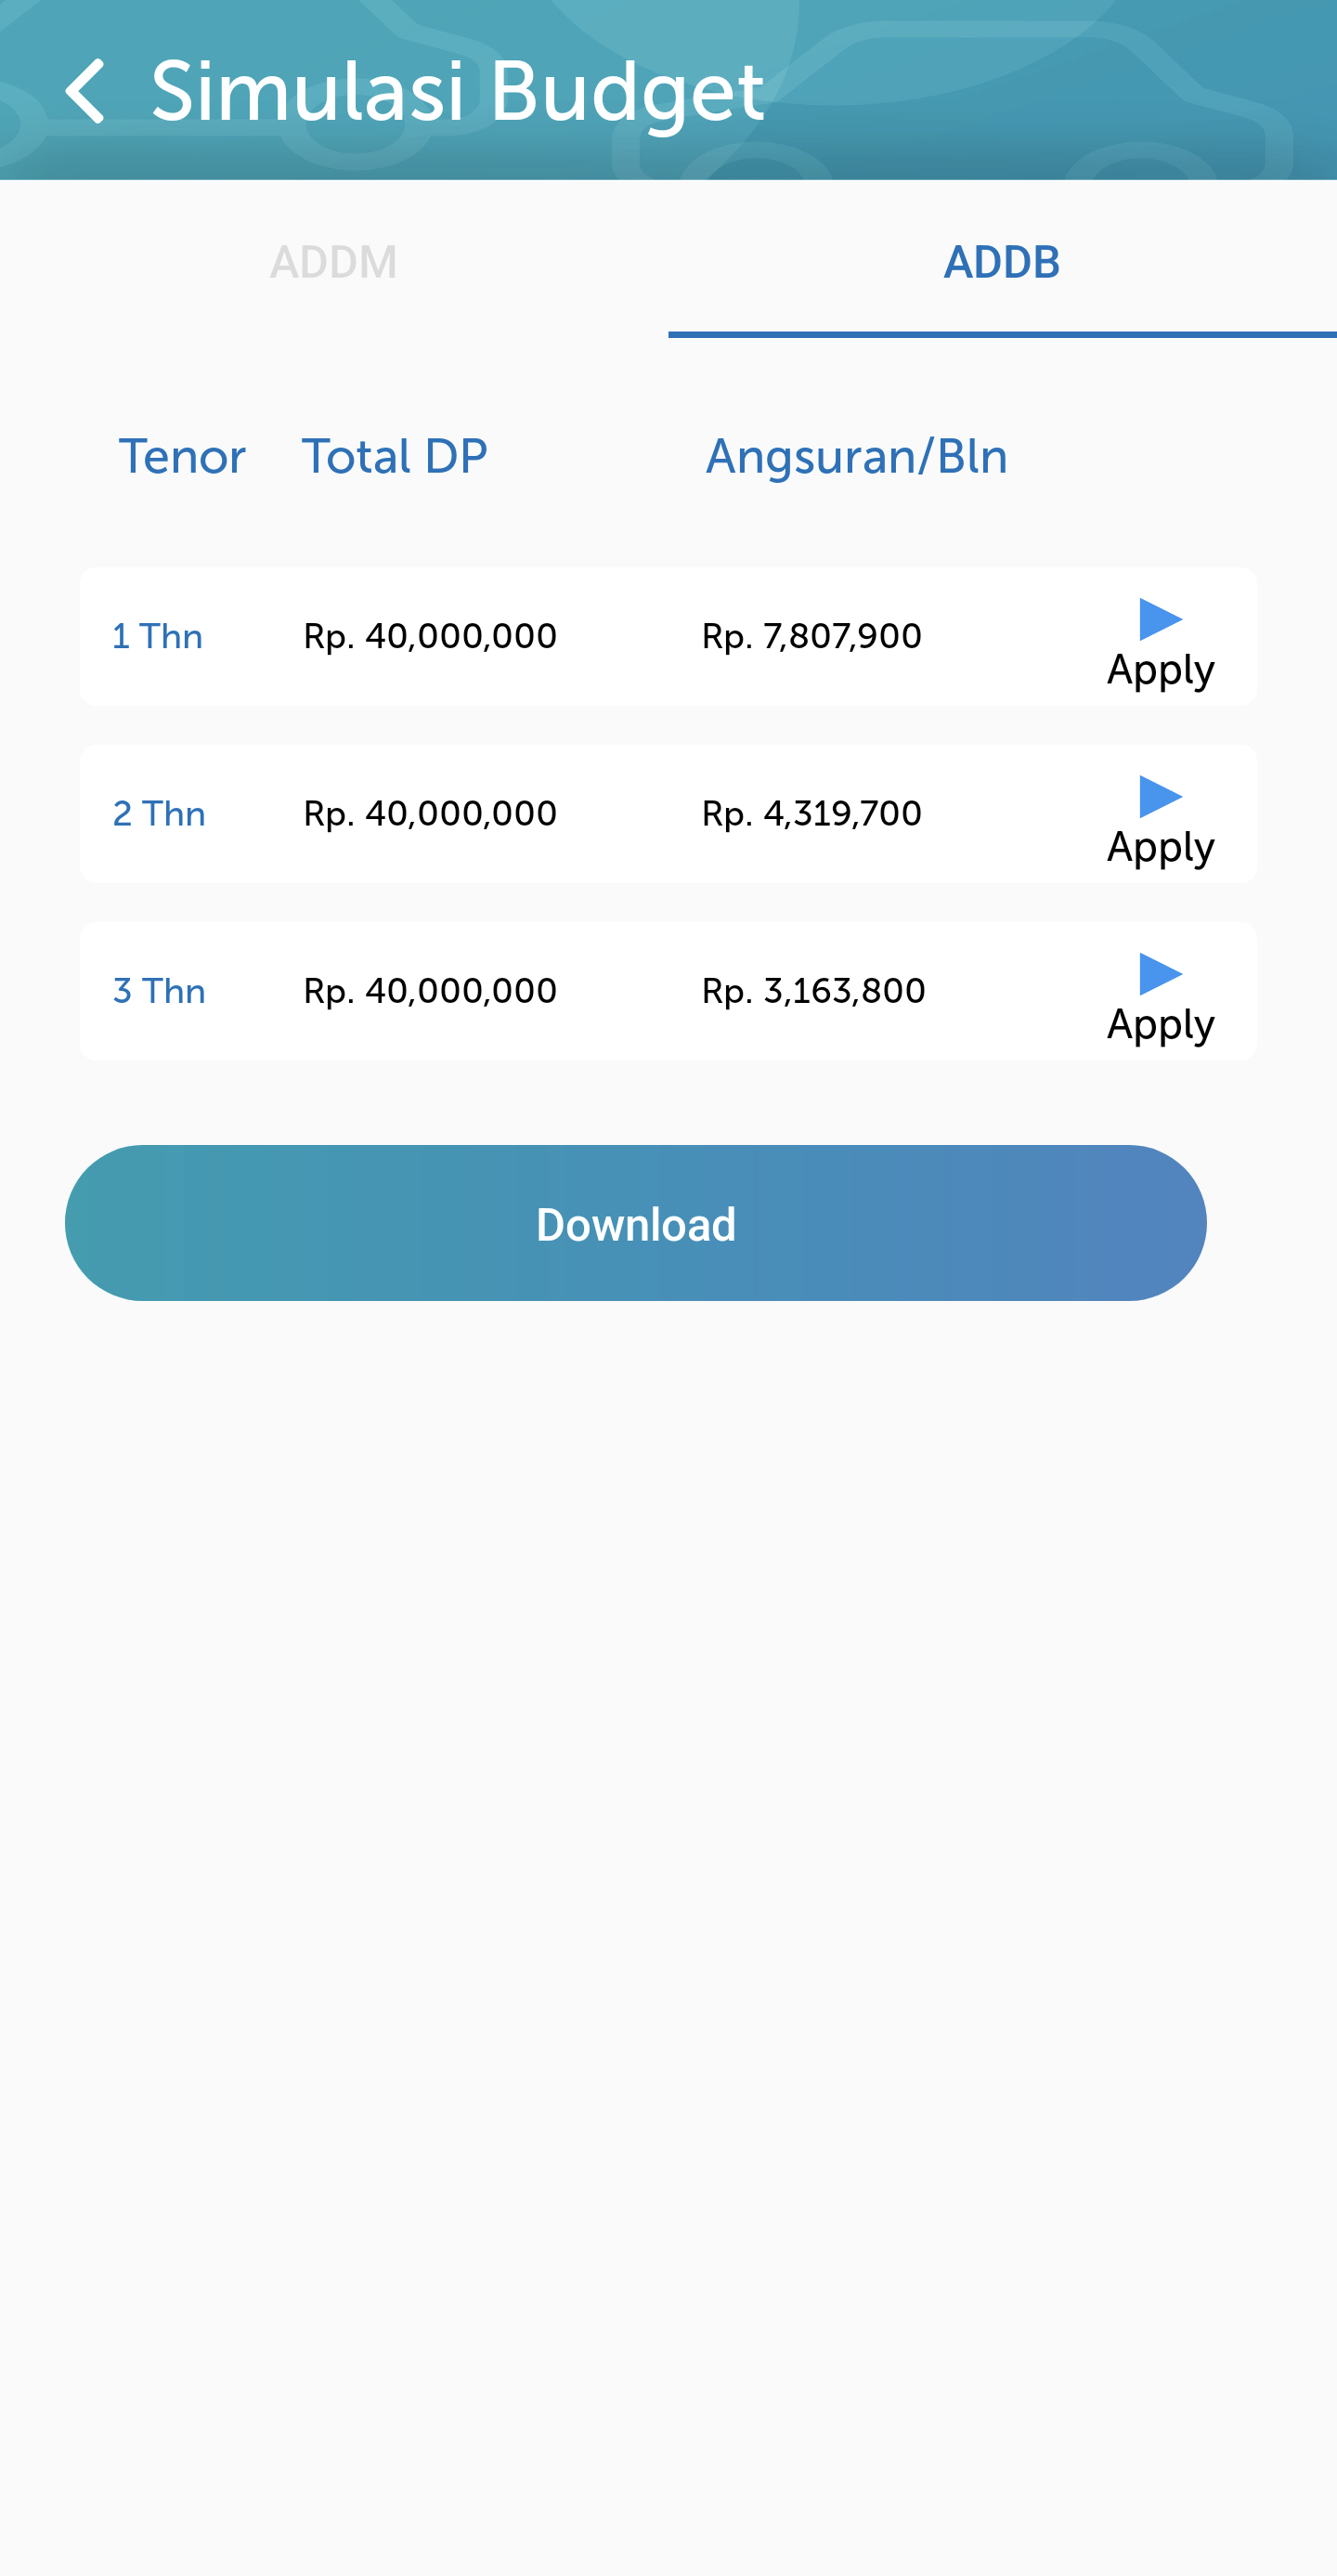 Simulasi Budget
ADDM ADDB
Tenor Total DP Angsuran/Bln
1 Thn Rp. 40,000,000 Rp. 7,807,900
Apply
2 Thn Rp. 40,000,000 Rp. 4,319,700
Apply
3 Thn Rp. 40,000,000 Rp. 3,163,800
Apply
Download